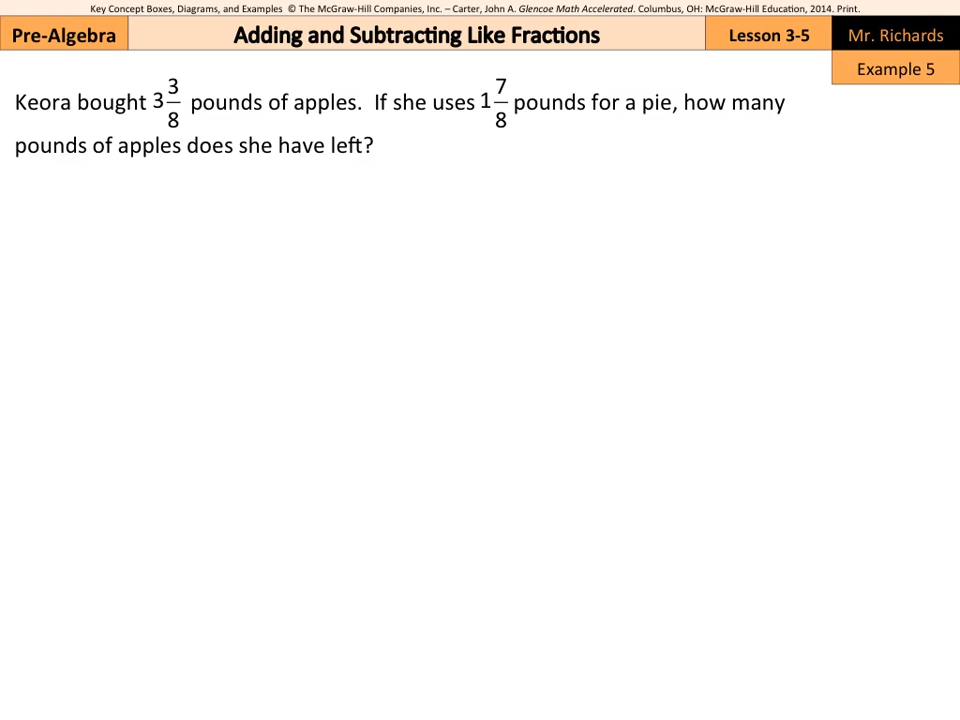 Key Concept Boxes, Diagrams, and Examples © The McGraw-Hill Companies, Inc. – Carter, John A. Glencoe Math Accelerated. Columbus, OH: McGraw-Hill Education, 2014. Print.
Pre-Algebra Adding and Subtracting Like Fractions Lesson 3-5 Mr. Richards
Example 5
Keora bought 3 3/8 pounds of apples. If she uses 1 7/8 pounds for a pie, how many
pounds of apples does she have left?